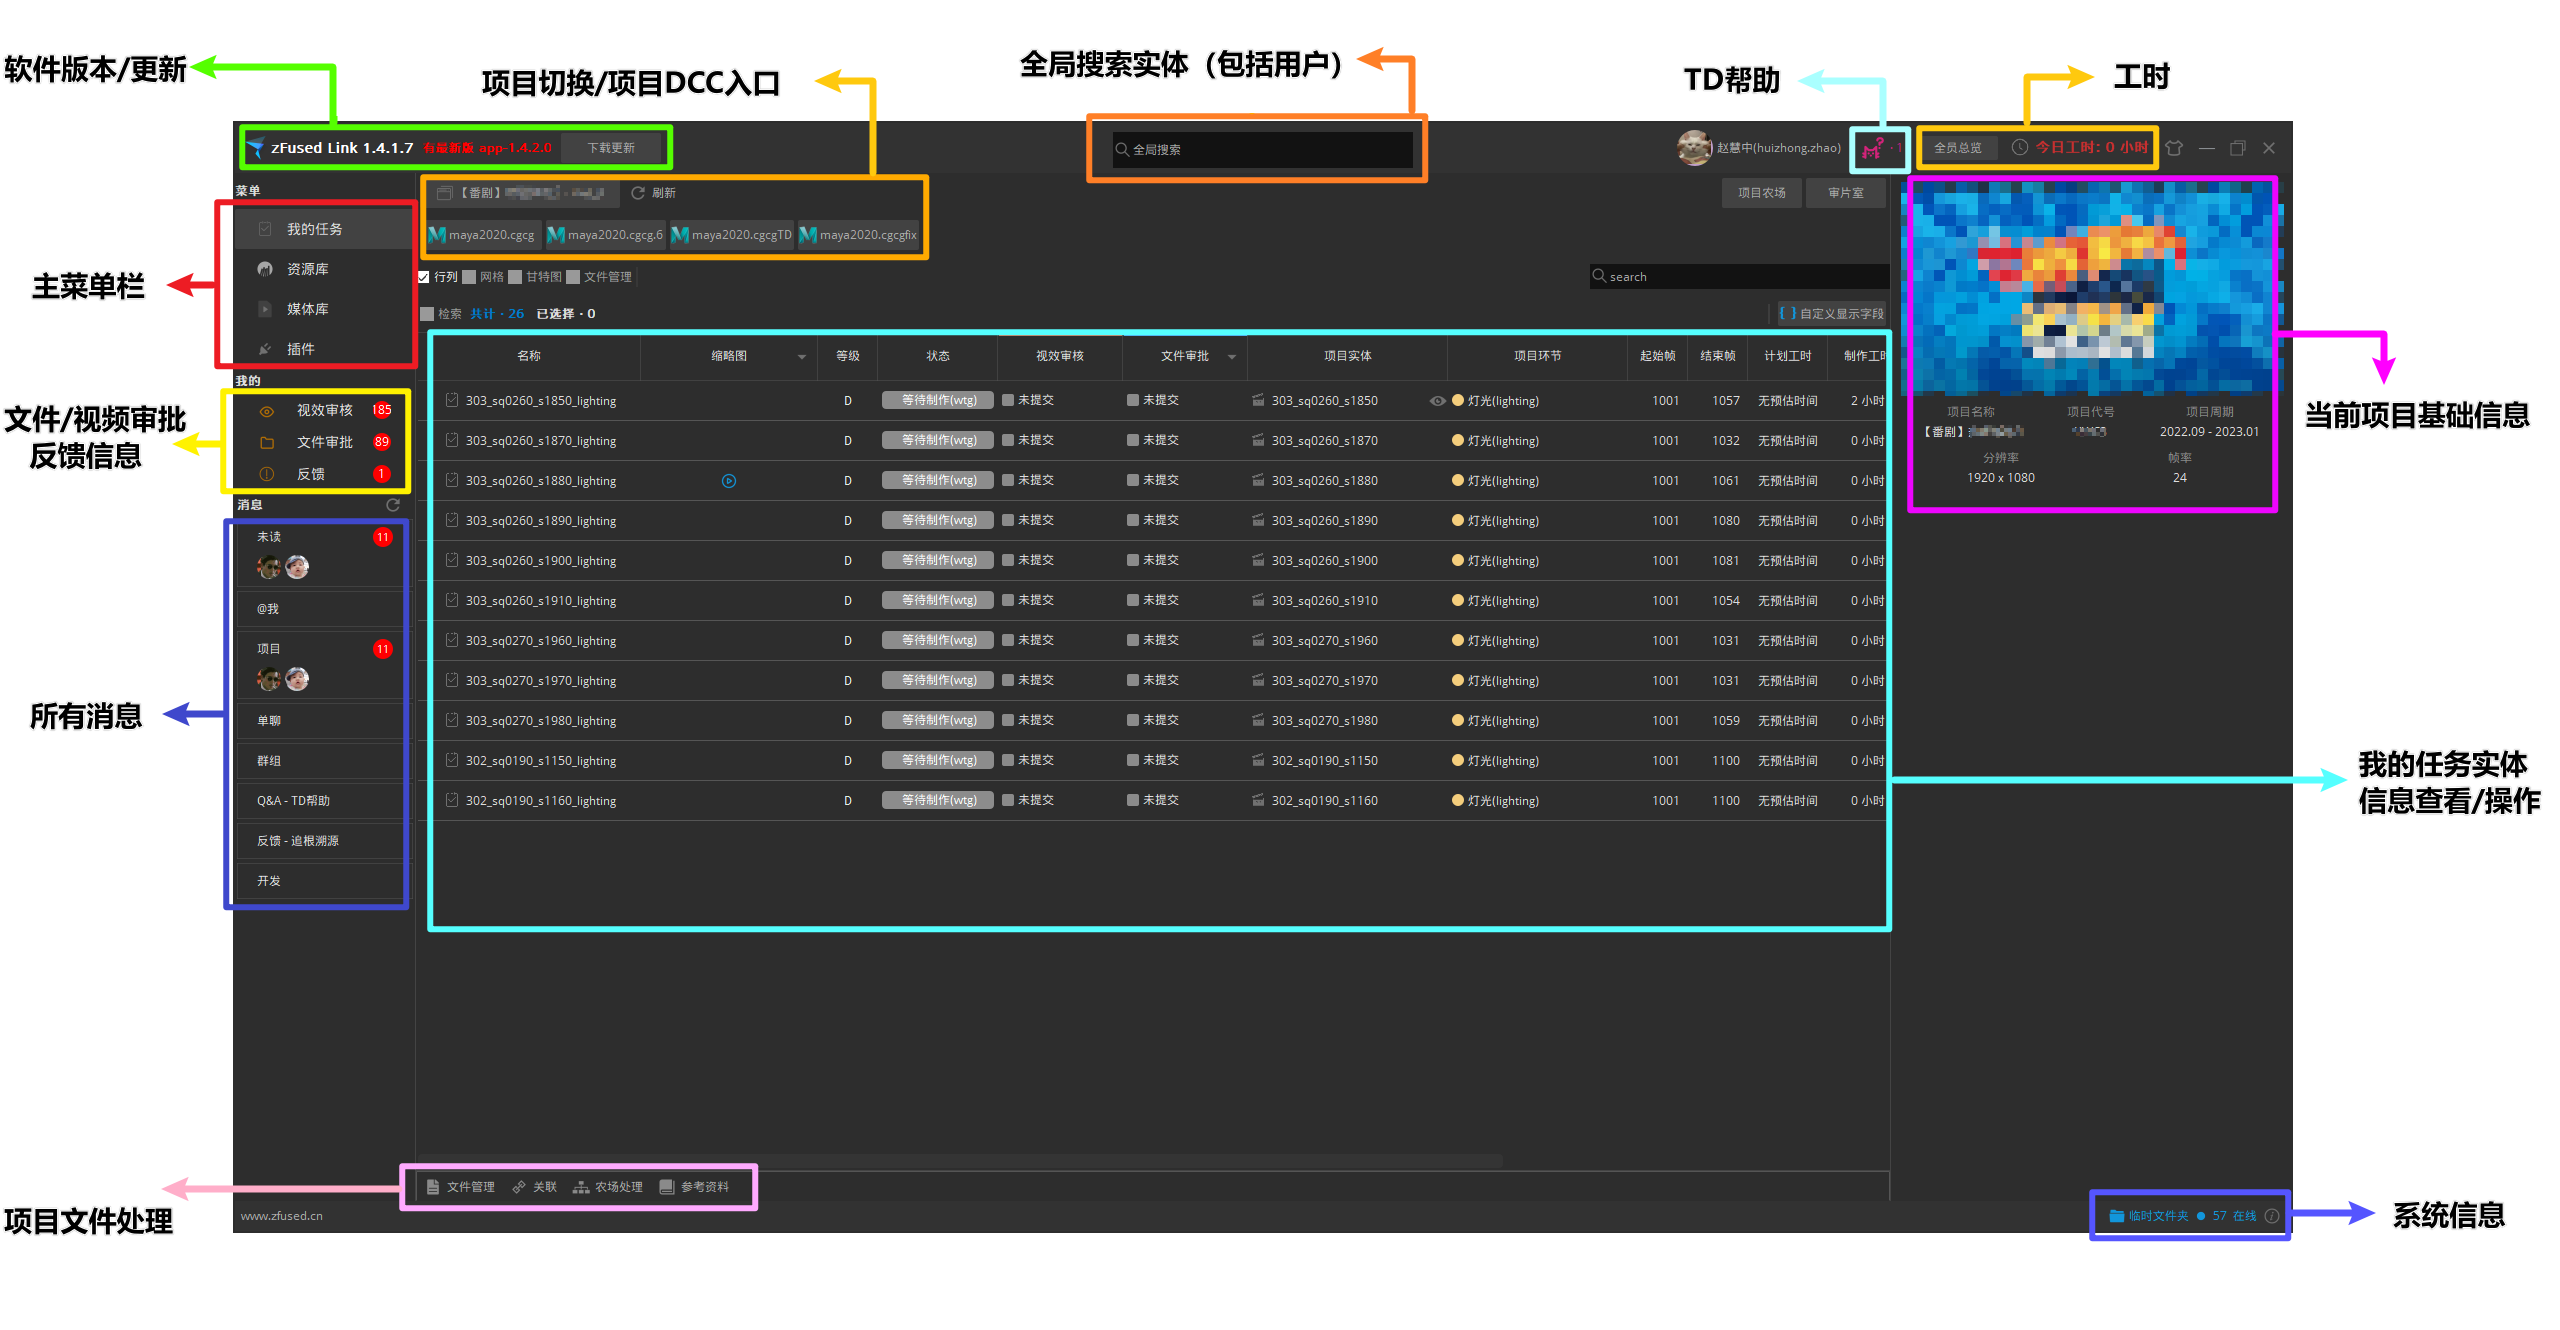 软件版本/更新
项目切换/项目DCC入口
全局搜索实体（包括用户）
TD帮助
工时
zFused Link 1.4.1.7 有最新版 app-1.4.2.0 下载更新
全局搜索
赵慧中(huizhong.zhao) · 1 全员总览 今日工时: 0 小时
菜单
我的任务
资源库
媒体库
插件
主菜单栏
【番剧】 刷新
项目农场 审片室
maya2020.cgcg maya2020.cgcg.6 maya2020.cgcgTD maya2020.cgcgfix
行列 网格 甘特图 文件管理
search
检索 共计 · 26 已选择 · 0
{ } 自定义显示字段
我的
视效审核 185
文件审批 89
反馈 1
文件/视频审批
反馈信息
消息
未读 11
@我
项目 11
单聊
群组
Q&A - TD帮助
反馈 - 追根溯源
开发
所有消息
名称 缩略图 等级 状态 视效审核 文件审批 项目实体 项目环节 起始帧 结束帧 计划工时 制作工时
303_sq0260_s1850_lighting D 等待制作(wtg) 未提交 未提交 303_sq0260_s1850 灯光(lighting) 1001 1057 无预估时间 2 小时
303_sq0260_s1870_lighting D 等待制作(wtg) 未提交 未提交 303_sq0260_s1870 灯光(lighting) 1001 1032 无预估时间 0 小时
303_sq0260_s1880_lighting D 等待制作(wtg) 未提交 未提交 303_sq0260_s1880 灯光(lighting) 1001 1061 无预估时间 0 小时
303_sq0260_s1890_lighting D 等待制作(wtg) 未提交 未提交 303_sq0260_s1890 灯光(lighting) 1001 1080 无预估时间 0 小时
303_sq0260_s1900_lighting D 等待制作(wtg) 未提交 未提交 303_sq0260_s1900 灯光(lighting) 1001 1081 无预估时间 0 小时
303_sq0260_s1910_lighting D 等待制作(wtg) 未提交 未提交 303_sq0260_s1910 灯光(lighting) 1001 1054 无预估时间 0 小时
303_sq0270_s1960_lighting D 等待制作(wtg) 未提交 未提交 303_sq0270_s1960 灯光(lighting) 1001 1031 无预估时间 0 小时
303_sq0270_s1970_lighting D 等待制作(wtg) 未提交 未提交 303_sq0270_s1970 灯光(lighting) 1001 1031 无预估时间 0 小时
303_sq0270_s1980_lighting D 等待制作(wtg) 未提交 未提交 303_sq0270_s1980 灯光(lighting) 1001 1059 无预估时间 0 小时
302_sq0190_s1150_lighting D 等待制作(wtg) 未提交 未提交 302_sq0190_s1150 灯光(lighting) 1001 1100 无预估时间 0 小时
302_sq0190_s1160_lighting D 等待制作(wtg) 未提交 未提交 302_sq0190_s1160 灯光(lighting) 1001 1100 无预估时间 0 小时
项目名称 项目代号 项目周期
【番剧】 2022.09 - 2023.01
分辨率 帧率
1920 x 1080 24
当前项目基础信息
我的任务实体
信息查看/操作
文件管理 关联 农场处理 参考资料
项目文件处理
www.zfused.cn
临时文件夹 57 在线
系统信息